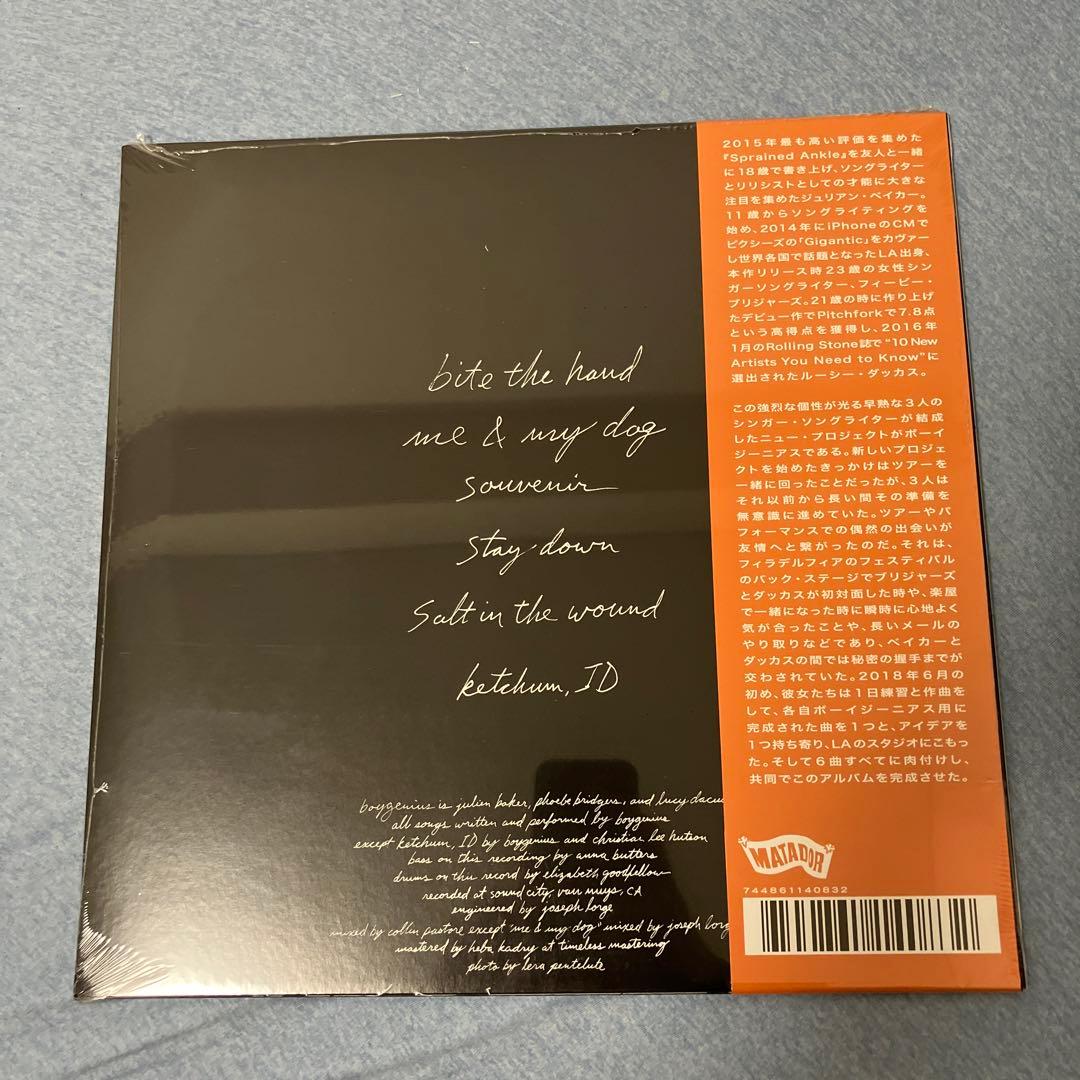 bite the hand
me & my dog
souvenir
stay down
salt in the wound
ketchum, ID
boygenius is julien baker, phoebe bridgers, and lucy dacus
all songs written and performed by boygenius
except ketchum, ID by boygenius and christian lee hutson
bass on this recording by anna butters
drums on this record by elizabeth goodfellow
recorded at sound city, van nuys, CA
engineered by joseph lorge
mixed by collin pastore except "me & my dog" mixed by joseph lorg
mastered by heba kadry at timeless mastering
photo by lera pentelute
2015年最も高い評価を集めた
『Sprained Ankle』を友人と一緒
に18歳で書き上げ、ソングライター
とリリシストとしての才能に大きな
注目を集めたジュリアン・ベイカー。
11歳からソングライティングを
始め、2014年にiPhoneのCMで
ピクシーズの「Gigantic」をカヴァー
し世界各国で話題となったLA出身、
本作リリース時23歳の女性シン
ガーソングライター、フィービー・
ブリジャーズ。21歳の時に作り上げ
たデビュー作でPitchforkで7.8点
という高得点を獲得し、2016年
1月のRolling Stone誌で“10 New
Artists You Need to Know”に
選出されたルーシー・ダッカス。
この強烈な個性が光る早熟な3人の
シンガー・ソングライターが結成
したニュー・プロジェクトがボーイ
ジーニアスである。新しいプロジェ
クトを始めたきっかけはツアーを
一緒に回ったことだったが、3人は
それ以前から長い間その準備を
無意識に進めていた。ツアーやパ
フォーマンスでの偶然の出会いが
友情へと繋がったのだ。それは、
フィラデルフィアのフェスティバル
のバック・ステージでブリジャーズ
とダッカスが初対面した時や、楽屋
で一緒になった時に瞬時に心地よく
気が合ったことや、長いメールの
やり取りなどであり、ベイカーと
ダッカスの間では秘密の握手までが
交わされていた。2018年6月の
初め、彼女たちは1日練習と作曲を
して、各自ボーイジーニアス用に
完成された曲を1つと、アイデアを
1つ持ち寄り、LAのスタジオにこもっ
た。そして6曲すべてに肉付けし、
共同でこのアルバムを完成させた。
MATADOR
744861140832